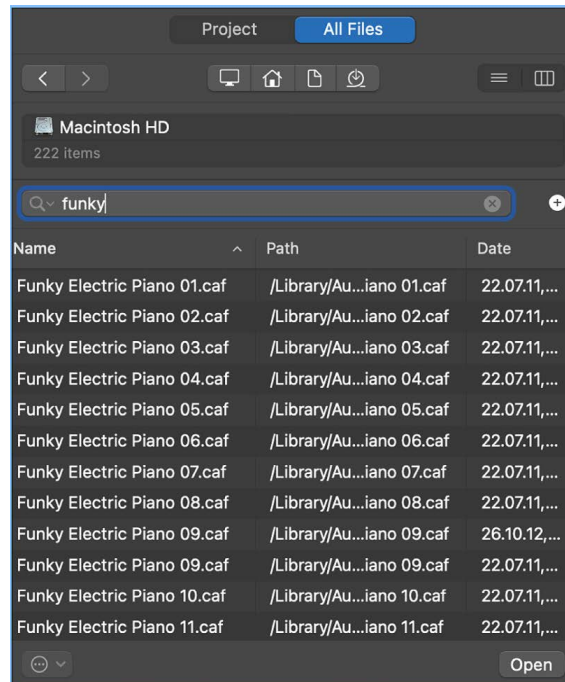 Project All Files
Macintosh HD
222 items
funky
Name Path Date
Funky Electric Piano 01.caf /Library/Au...iano 01.caf 22.07.11,...
Funky Electric Piano 02.caf /Library/Au...iano 02.caf 22.07.11,...
Funky Electric Piano 03.caf /Library/Au...iano 03.caf 22.07.11,...
Funky Electric Piano 04.caf /Library/Au...iano 04.caf 22.07.11,...
Funky Electric Piano 05.caf /Library/Au...iano 05.caf 22.07.11,...
Funky Electric Piano 06.caf /Library/Au...iano 06.caf 22.07.11,...
Funky Electric Piano 07.caf /Library/Au...iano 07.caf 22.07.11,...
Funky Electric Piano 08.caf /Library/Au...iano 08.caf 22.07.11,...
Funky Electric Piano 09.caf /Library/Au...iano 09.caf 26.10.12,...
Funky Electric Piano 09.caf /Library/Au...iano 09.caf 22.07.11,...
Funky Electric Piano 10.caf /Library/Au...iano 10.caf 22.07.11,...
Funky Electric Piano 11.caf /Library/Au...iano 11.caf 22.07.11,...
Open